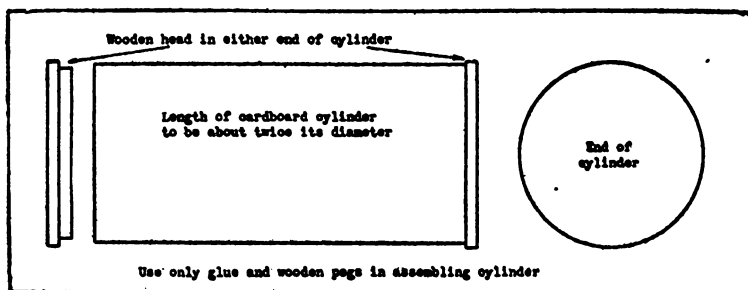 Wooden head in either end of cylinder
Length of cardboard cylinder
to be about twice its diameter
End of
cylinder
Use only glue and wooden pegs in assembling cylinder